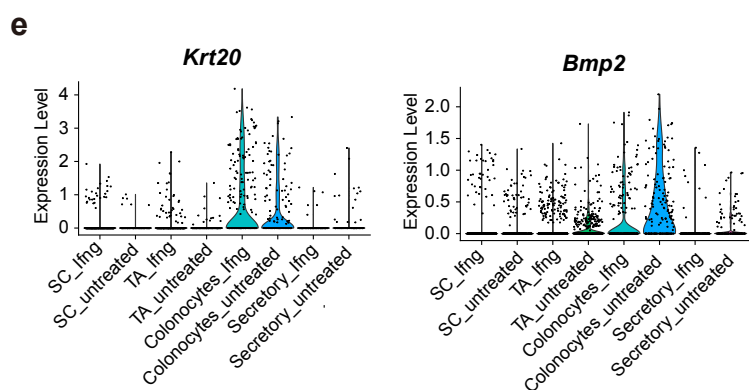 e
Krt20
Expression Level
4
3
2
1
0
SC_Ifng
SC_untreated
TA_Ifng
TA_untreated
Colonocytes_Ifng
Colonocytes_untreated
Secretory_Ifng
Secretory_untreated
Bmp2
Expression Level
2.0
1.5
1.0
0.5
0.0
SC_Ifng
SC_untreated
TA_Ifng
TA_untreated
Colonocytes_Ifng
Colonocytes_untreated
Secretory_Ifng
Secretory_untreated